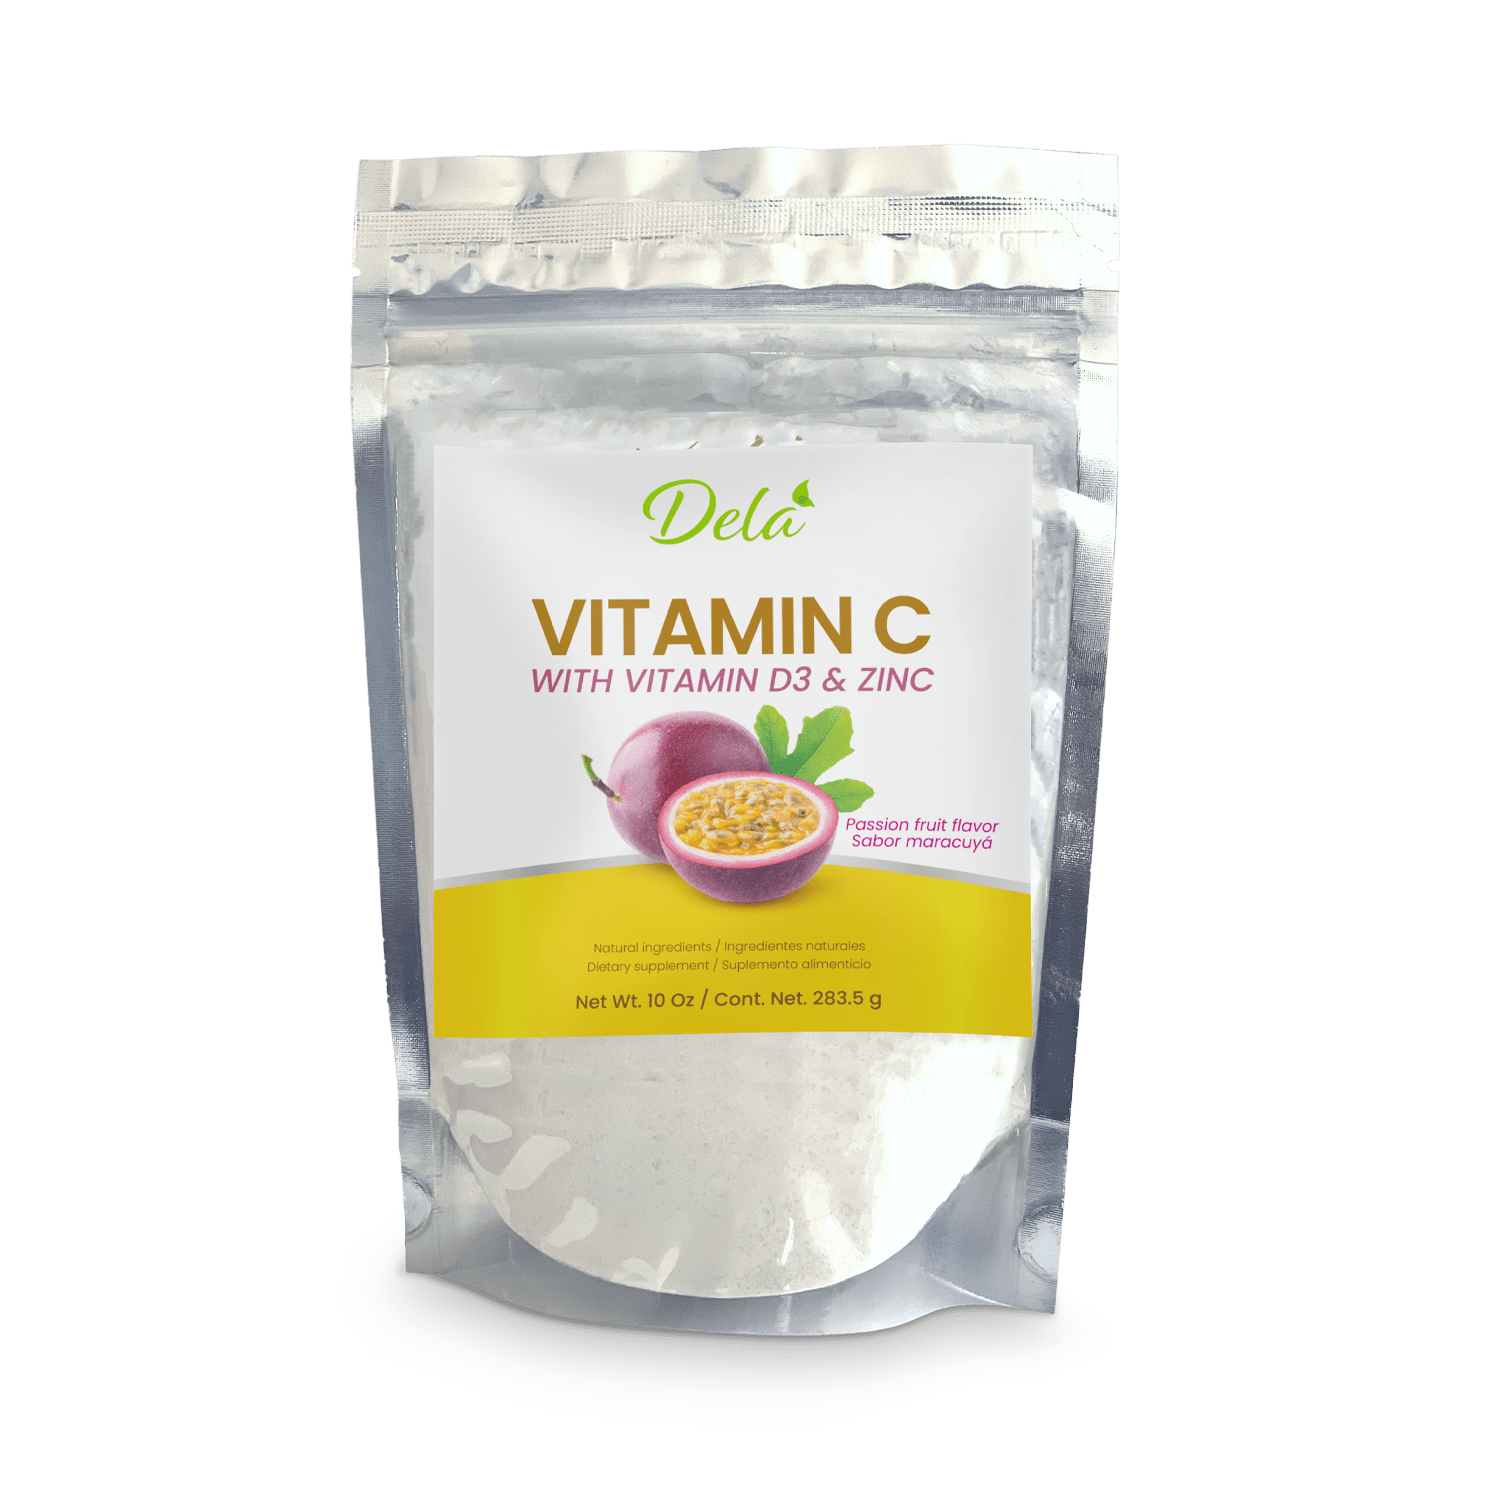 Dela
VITAMIN C
WITH VITAMIN D3 & ZINC
Passion fruit flavor
Sabor maracuyá
Natural ingredients / Ingredientes naturales
Dietary supplement / Suplemento alimenticio
Net Wt. 10 Oz / Cont. Net. 283.5 g